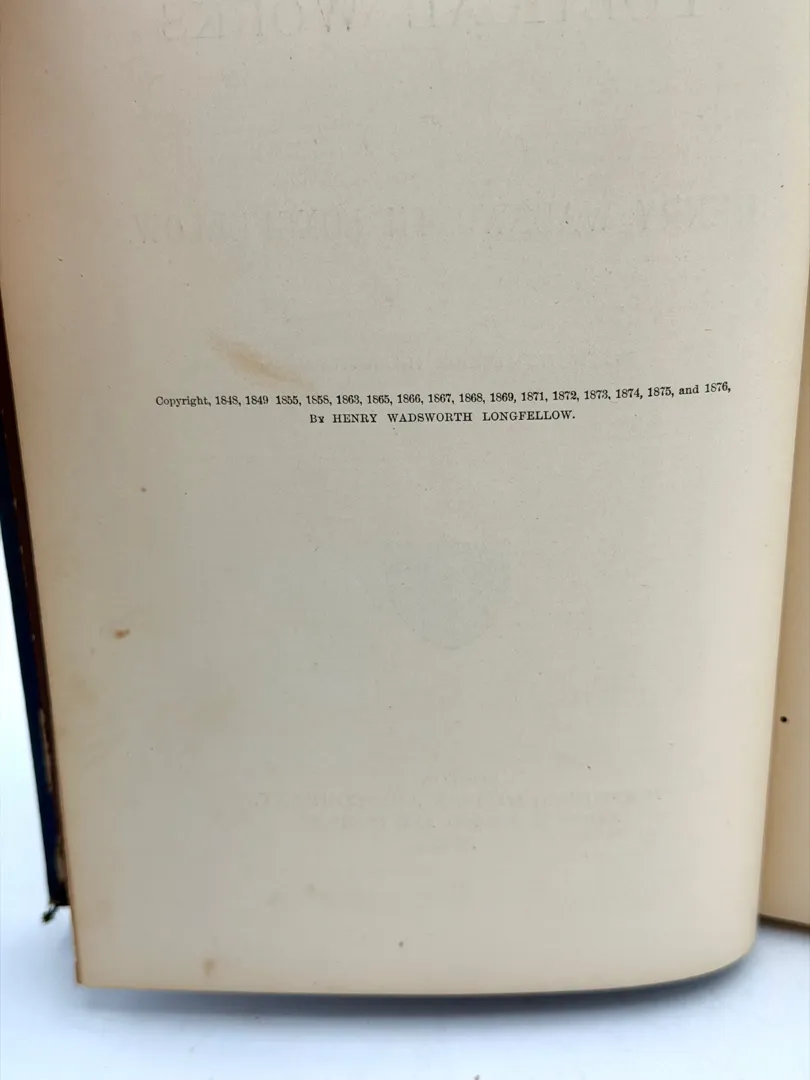 Copyright, 1848, 1849 1855, 1858, 1863, 1865, 1866, 1867, 1868, 1869, 1871, 1872, 1873, 1874, 1875, and 1876,
By HENRY WADSWORTH LONGFELLOW.